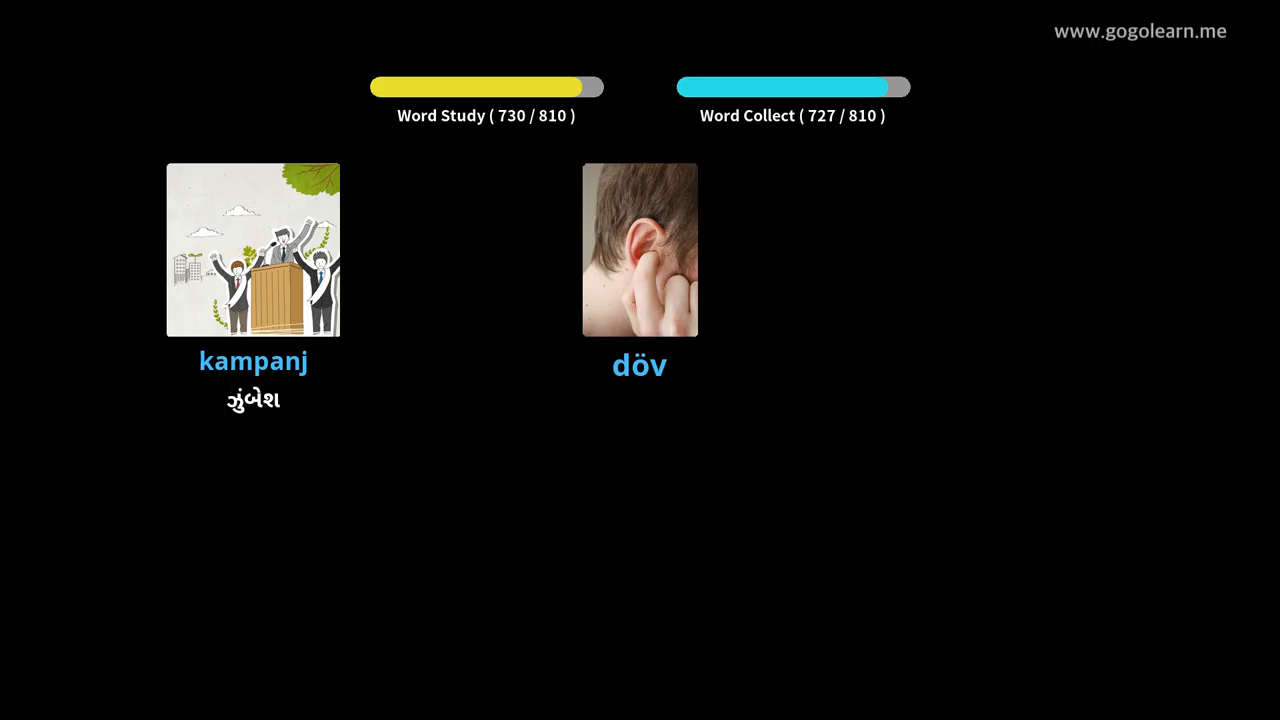 www.gogolearn.me
Word Study ( 730 / 810 )
Word Collect ( 727 / 810 )
kampanj
ઝુંબેશ
döv